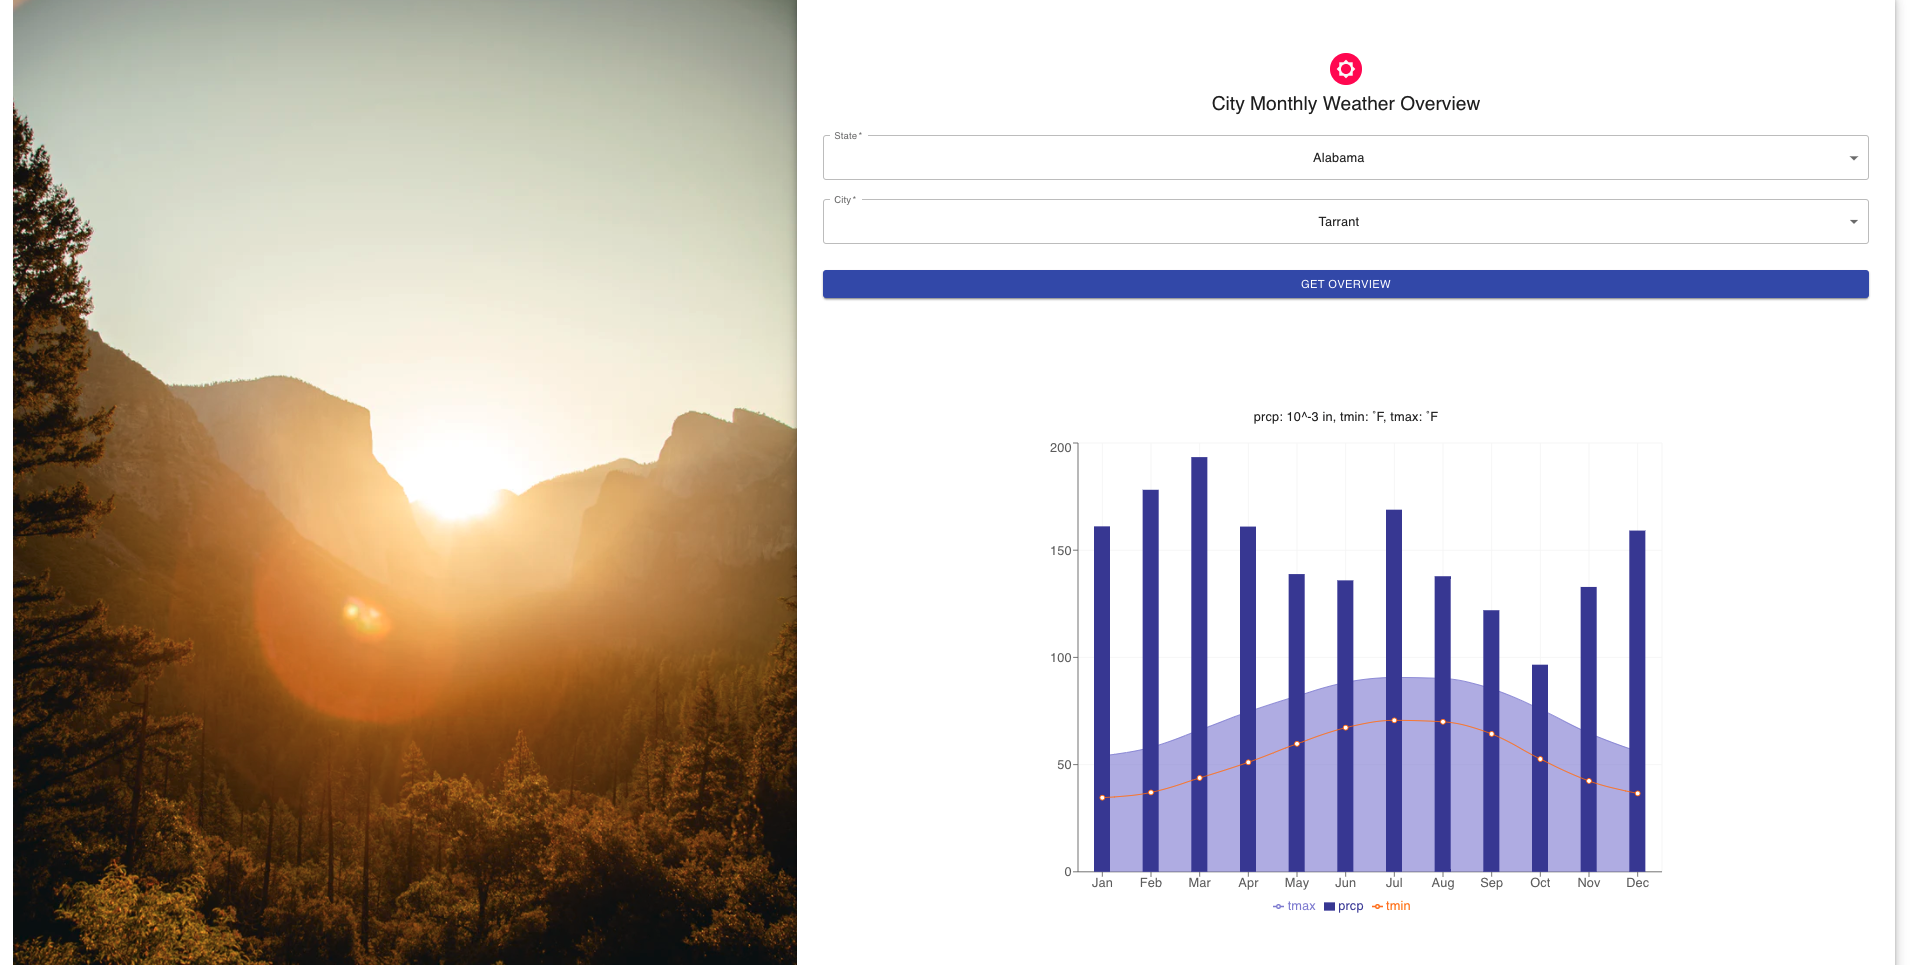 City Monthly Weather Overview
State *
Alabama
City *
Tarrant
GET OVERVIEW
prcp: 10^-3 in, tmin: ˚F, tmax: ˚F
200
150
100
50
0
Jan Feb Mar Apr May Jun Jul Aug Sep Oct Nov Dec
tmax prcp tmin